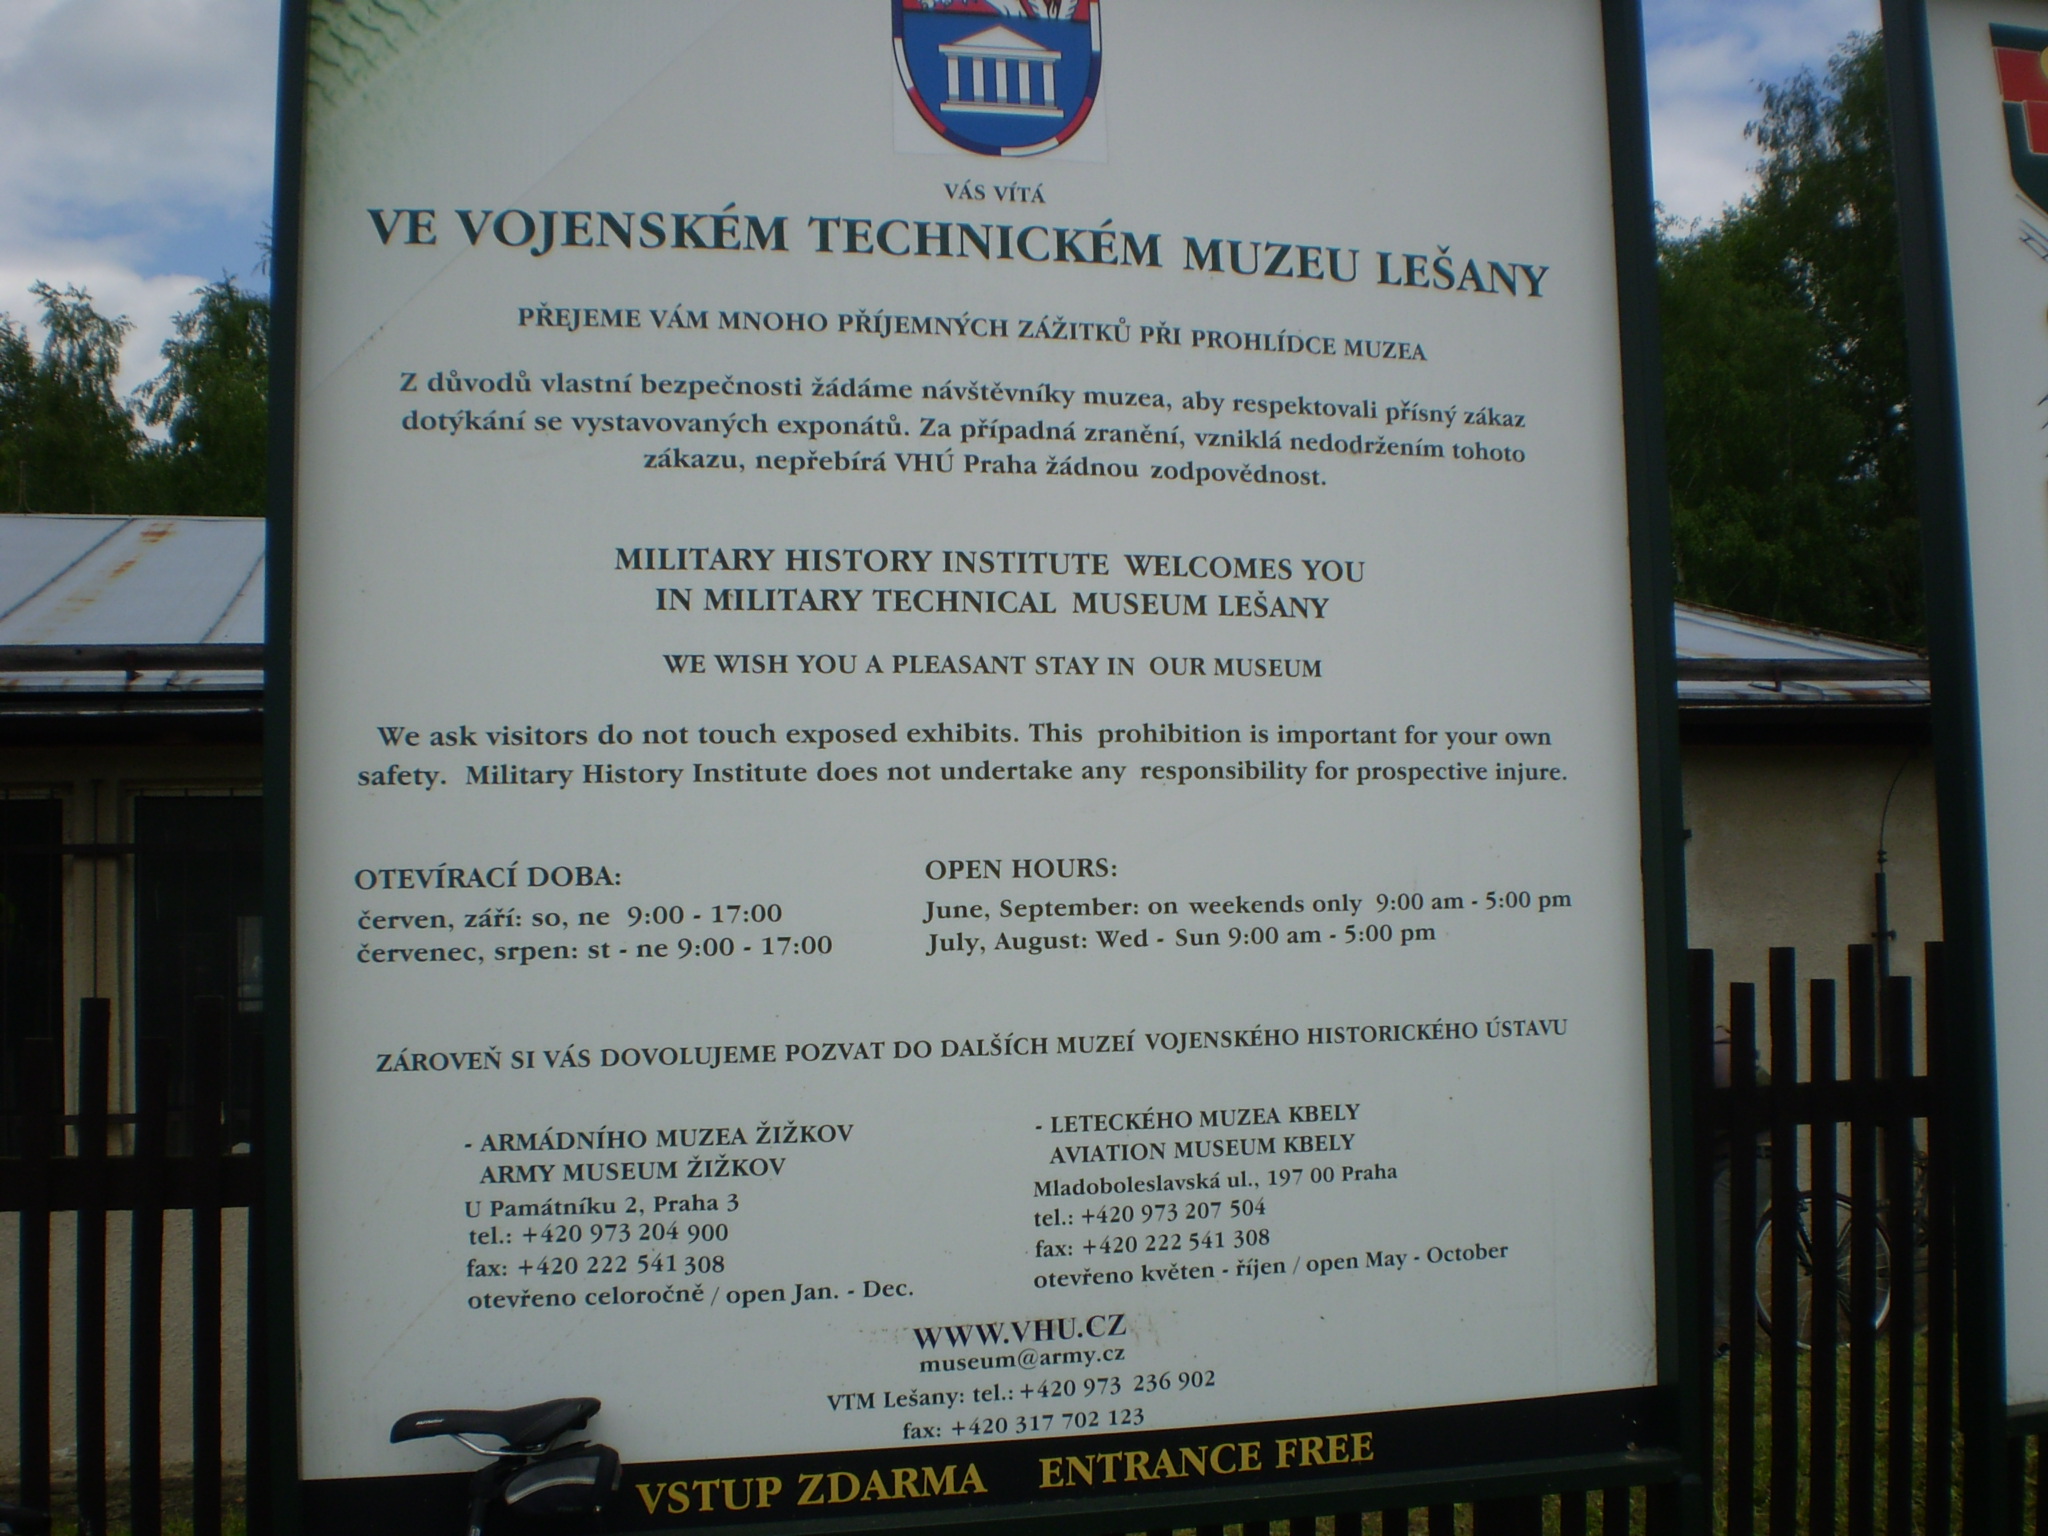 VÁS VÍTÁ
VE VOJENSKÉM TECHNICKÉM MUZEU LEŠANY
PŘEJEME VÁM MNOHO PŘÍJEMNÝCH ZÁŽITKŮ PŘI PROHLÍDCE MUZEA
Z důvodů vlastní bezpečnosti žádáme návštěvníky muzea, aby respektovali přísný zákaz
dotýkání se vystavovaných exponátů. Za případná zranění, vzniklá nedodržením tohoto
zákazu, nepřebírá VHÚ Praha žádnou zodpovědnost.
MILITARY HISTORY INSTITUTE WELCOMES YOU
IN MILITARY TECHNICAL MUSEUM LEŠANY
WE WISH YOU A PLEASANT STAY IN OUR MUSEUM
We ask visitors do not touch exposed exhibits. This prohibition is important for your own
safety. Military History Institute does not undertake any responsibility for prospective injure.
OTEVÍRACÍ DOBA:
červen, září: so, ne 9:00 - 17:00
červenec, srpen: st - ne 9:00 - 17:00
OPEN HOURS:
June, September: on weekends only 9:00 am - 5:00 pm
July, August: Wed - Sun 9:00 am - 5:00 pm
ZÁROVEŇ SI VÁS DOVOLUJEME POZVAT DO DALŠÍCH MUZEÍ VOJENSKÉHO HISTORICKÉHO ÚSTAVU
- ARMÁDNÍHO MUZEA ŽIŽKOV
ARMY MUSEUM ŽIŽKOV
U Památníku 2, Praha 3
tel.: +420 973 204 900
fax: +420 222 541 308
otevřeno celoročně / open Jan. - Dec.
- LETECKÉHO MUZEA KBELY
AVIATION MUSEUM KBELY
Mladoboleslavská ul., 197 00 Praha
tel.: +420 973 207 504
fax: +420 222 541 308
otevřeno květen - říjen / open May - October
WWW.VHU.CZ
museum@army.cz
VTM Lešany: tel.: +420 973 236 902
fax: +420 317 702 123
VSTUP ZDARMA ENTRANCE FREE